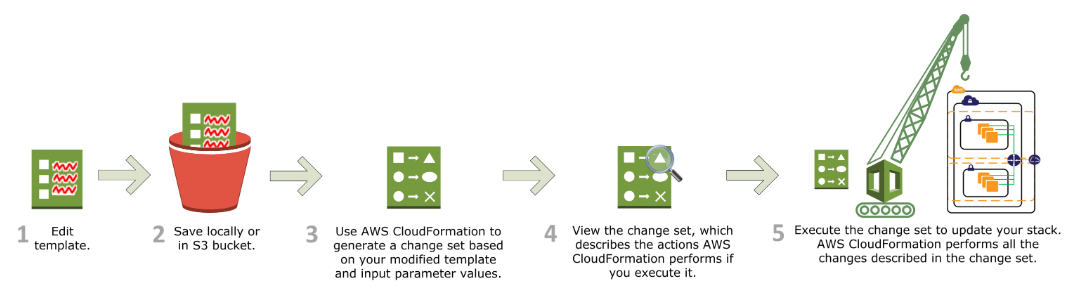 1 Edit
template.
2 Save locally or
in S3 bucket.
3 Use AWS CloudFormation to
generate a change set based
on your modified template
and input parameter values.
4 View the change set, which
describes the actions AWS
CloudFormation performs if
you execute it.
AWS
5 Execute the change set to update your stack.
AWS CloudFormation performs all the
changes described in the change set.